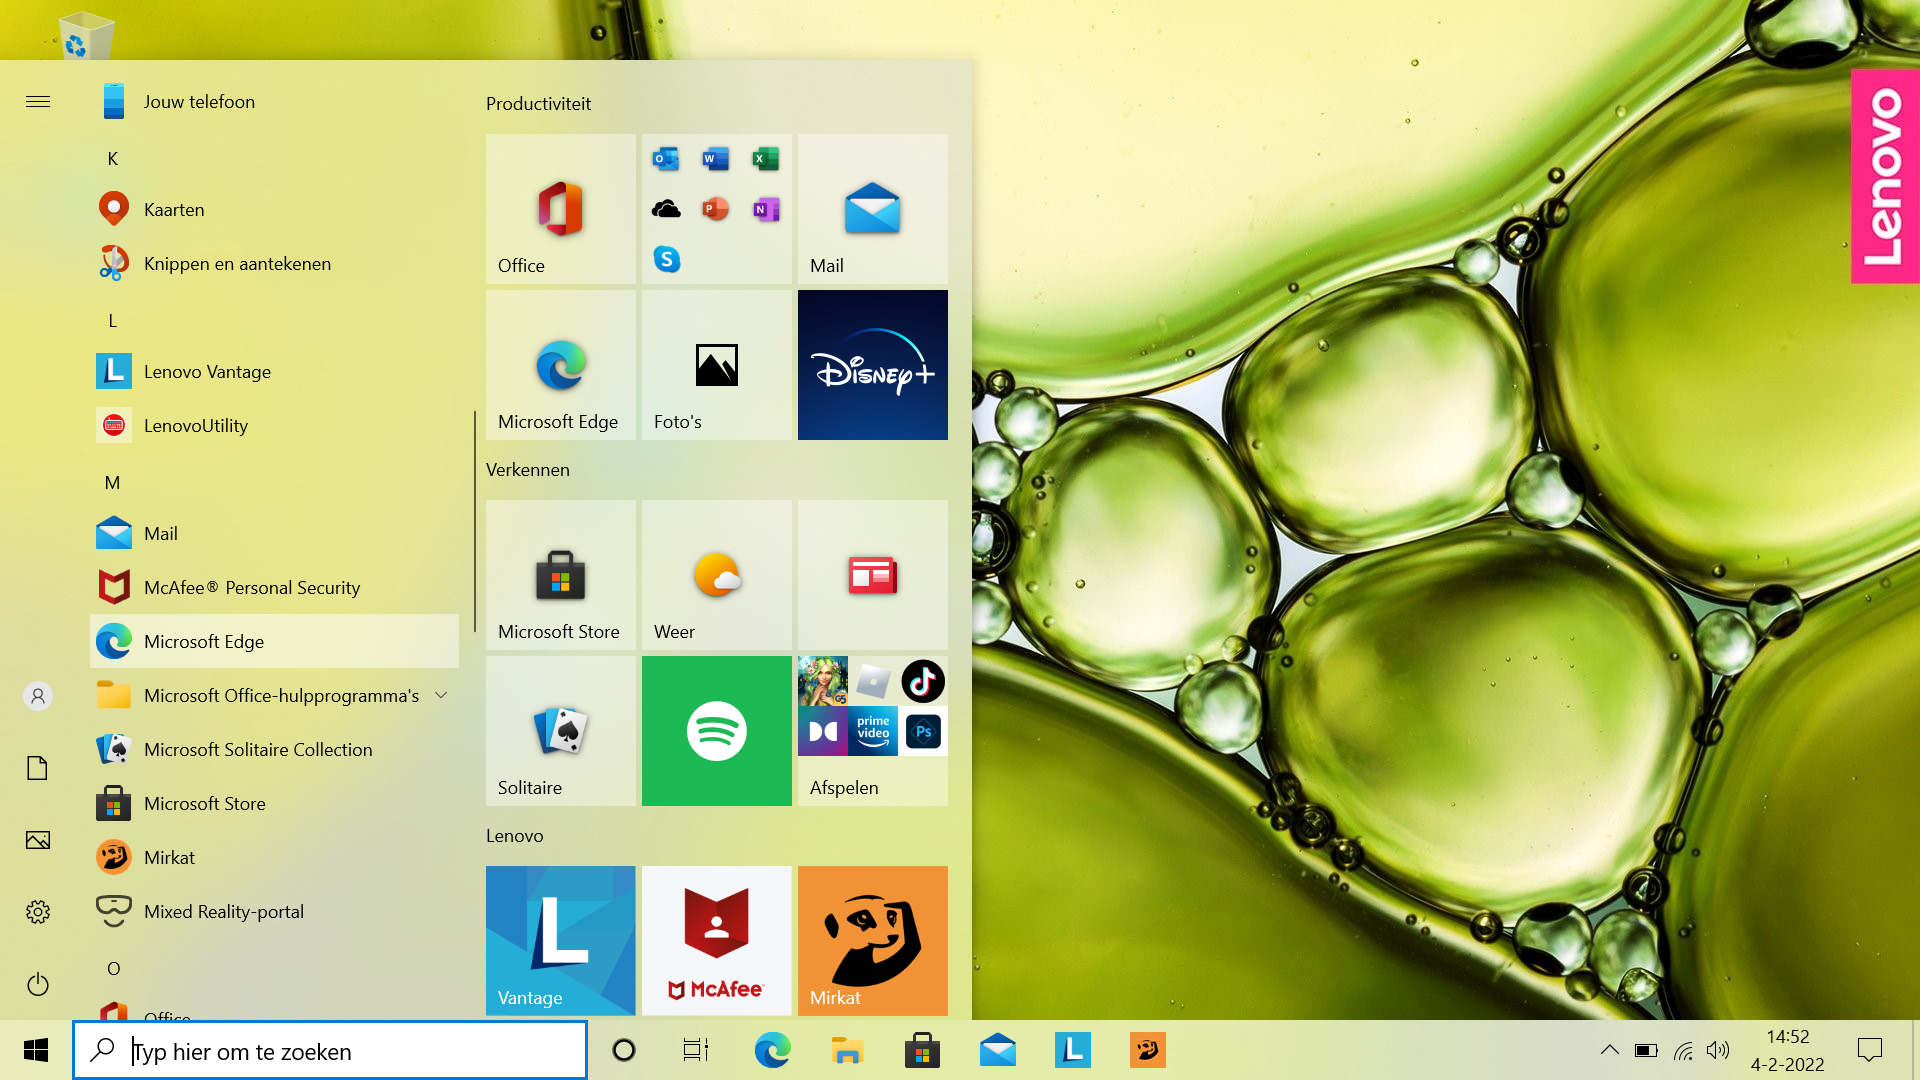 Jouw telefoon
K
Kaarten
Knippen en aantekenen
L
Lenovo Vantage
LenovoUtility
M
Mail
McAfee® Personal Security
Microsoft Edge
Microsoft Office-hulpprogramma's
Microsoft Solitaire Collection
Microsoft Store
Mirkat
Mixed Reality-portal
O
Office
Productiviteit
Office
Mail
Microsoft Edge
Foto's
Disney+
Verkennen
Microsoft Store
Weer
Solitaire
prime video
Ps
Afspelen
Lenovo
L
Vantage
McAfee
Mirkat
Lenovo
Typ hier om te zoeken
L
14:52
4-2-2022